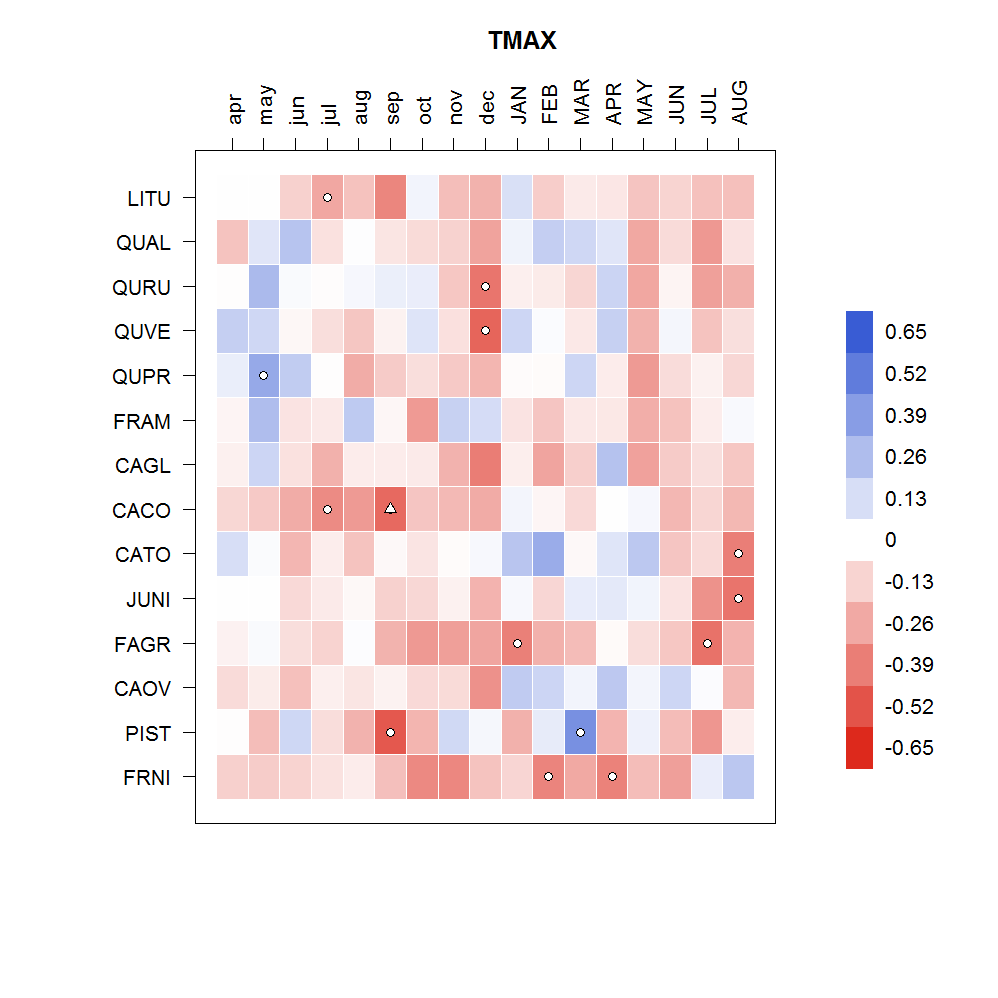 TMAX
apr may jun jul aug sep oct nov dec JAN FEB MAR APR MAY JUN JUL AUG
LITU
QUAL
QURU
QUVE
QUPR
FRAM
CAGL
CACO
CATO
JUNI
FAGR
CAOV
PIST
FRNI
0.65
0.52
0.39
0.26
0.13
0
-0.13
-0.26
-0.39
-0.52
-0.65